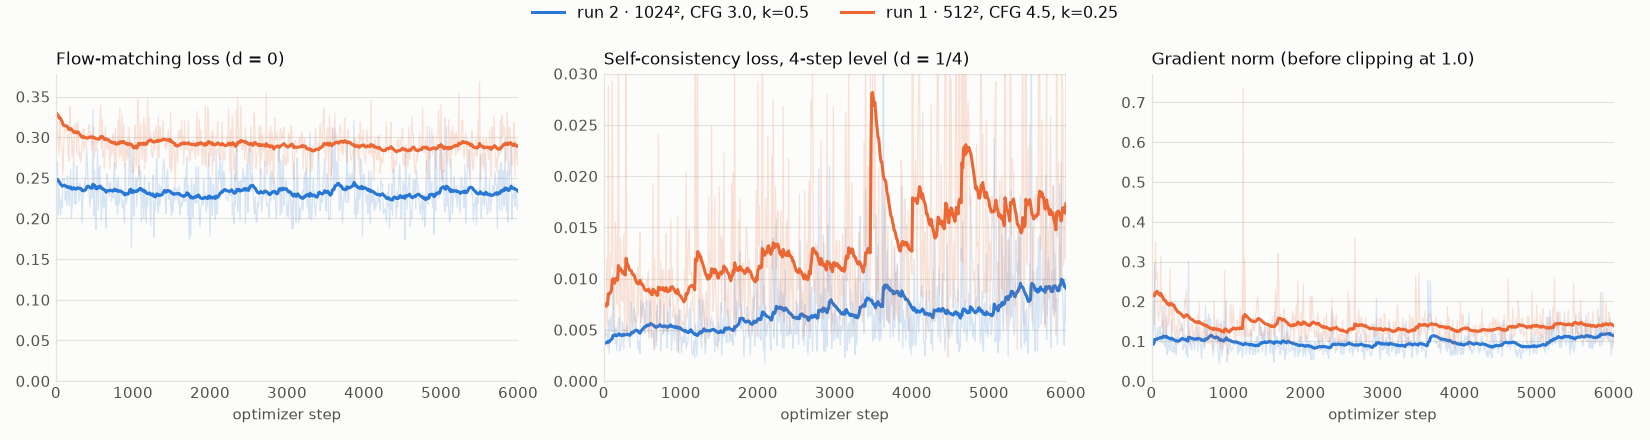 run 2 · 1024², CFG 3.0, k=0.5
run 1 · 512², CFG 4.5, k=0.25
Flow-matching loss (d = 0)
0.35
0.30
0.25
0.20
0.15
0.10
0.05
0.00
0 1000 2000 3000 4000 5000 6000
optimizer step
Self-consistency loss, 4-step level (d = 1/4)
0.030
0.025
0.020
0.015
0.010
0.005
0.000
0 1000 2000 3000 4000 5000 6000
optimizer step
Gradient norm (before clipping at 1.0)
0.7
0.6
0.5
0.4
0.3
0.2
0.1
0.0
0 1000 2000 3000 4000 5000 6000
optimizer step